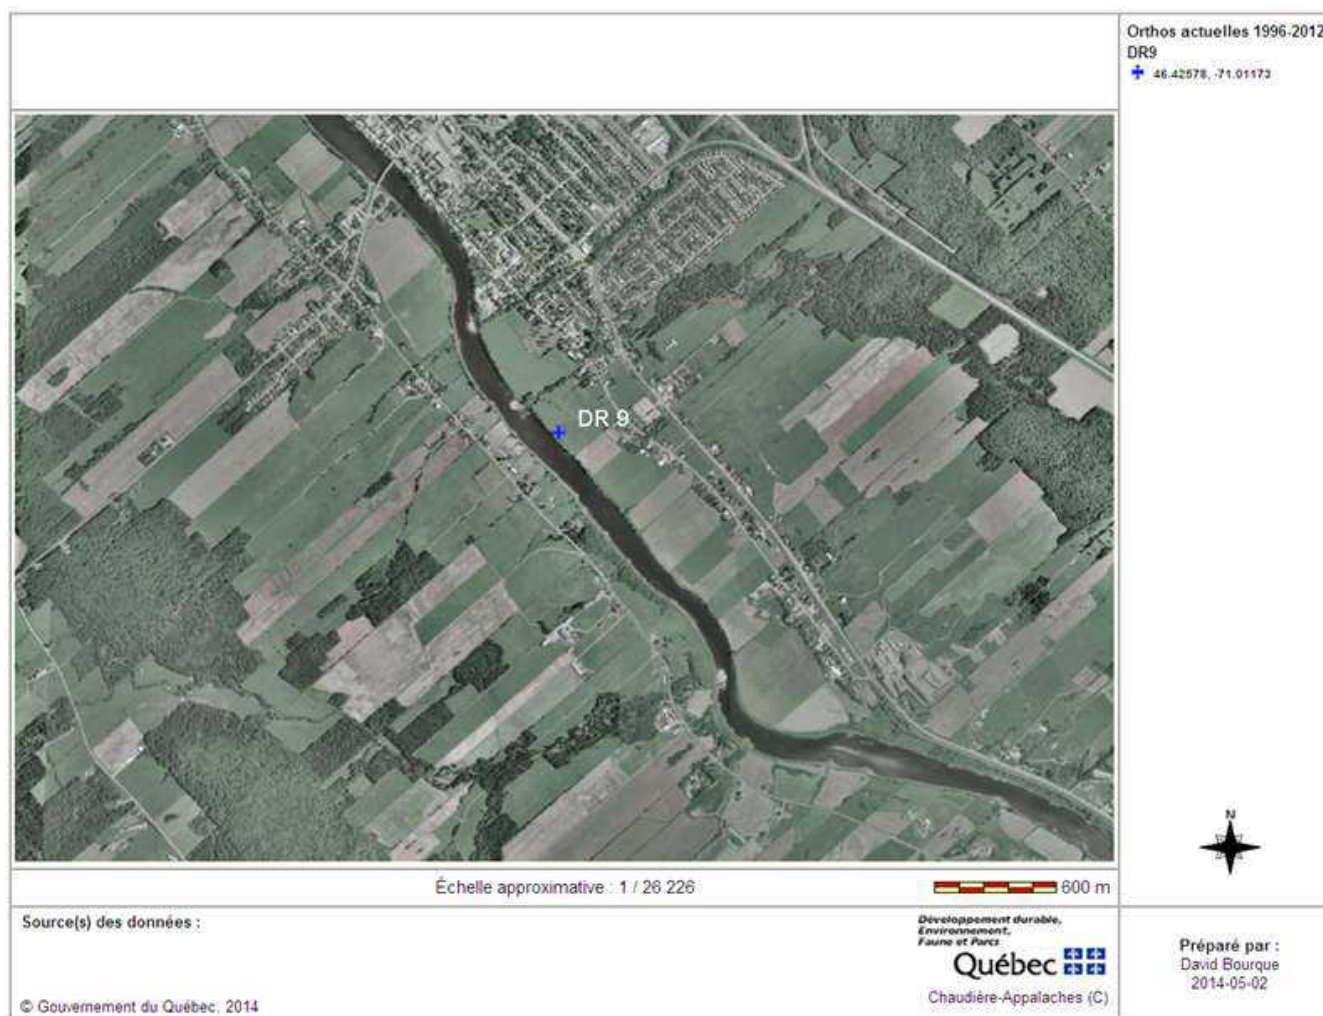 Orthos actuelles 1996-2012
DR9
46.42578, -71.01173
DR 9
N
Échelle approximative : 1 / 26 226
600 m
Source(s) des données :
© Gouvernement du Québec, 2014
Développement durable,
Environnement,
Faune et Parcs
Québec
Chaudière-Appalaches (C)
Préparé par :
David Bourque
2014-05-02